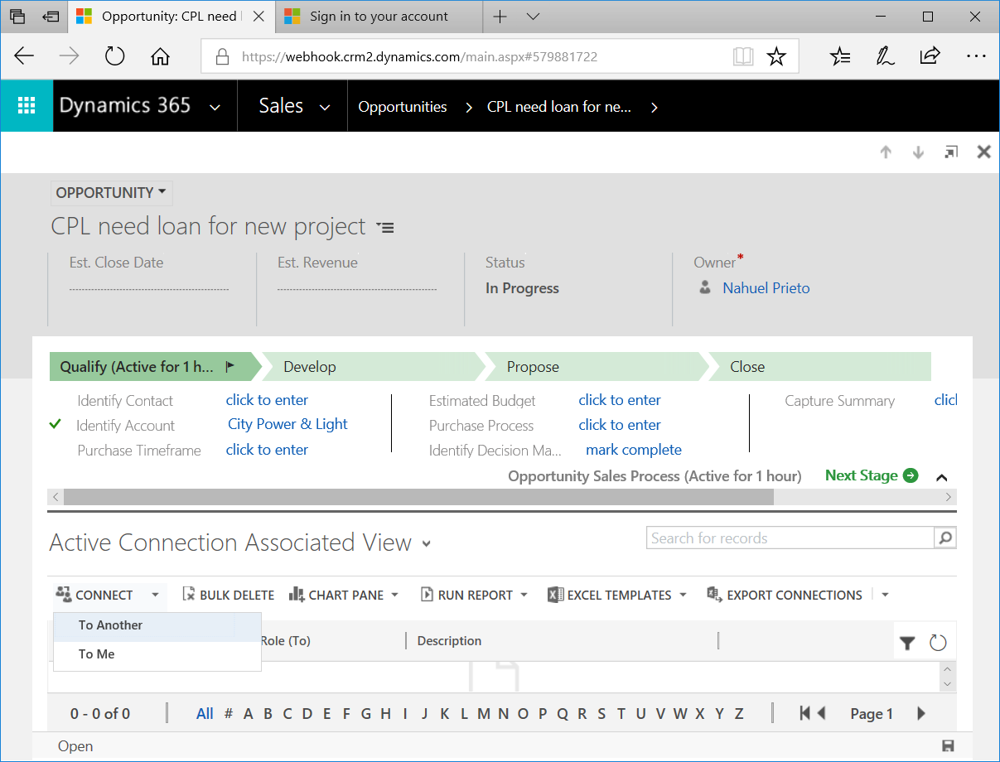 Opportunity: CPL need
Sign in to your account
https://webhook.crm2.dynamics.com/main.aspx#579881722
Dynamics 365 Sales Opportunities > CPL need loan for ne... >
OPPORTUNITY
CPL need loan for new project
Est. Close Date
Est. Revenue
Status
In Progress
Owner*
Nahuel Prieto
Qualify (Active for 1 h...
Develop
Propose
Close
Identify Contact click to enter
Identify Account City Power & Light
Purchase Timeframe click to enter
Estimated Budget click to enter
Purchase Process click to enter
Identify Decision Ma... mark complete
Capture Summary clic
Opportunity Sales Process (Active for 1 hour) Next Stage
Active Connection Associated View
Search for records
CONNECT BULK DELETE CHART PANE RUN REPORT EXCEL TEMPLATES EXPORT CONNECTIONS
To Another
To Me
Role (To) Description
0 - 0 of 0 All # A B C D E F G H I J K L M N O P Q R S T U V W X Y Z Page 1
Open